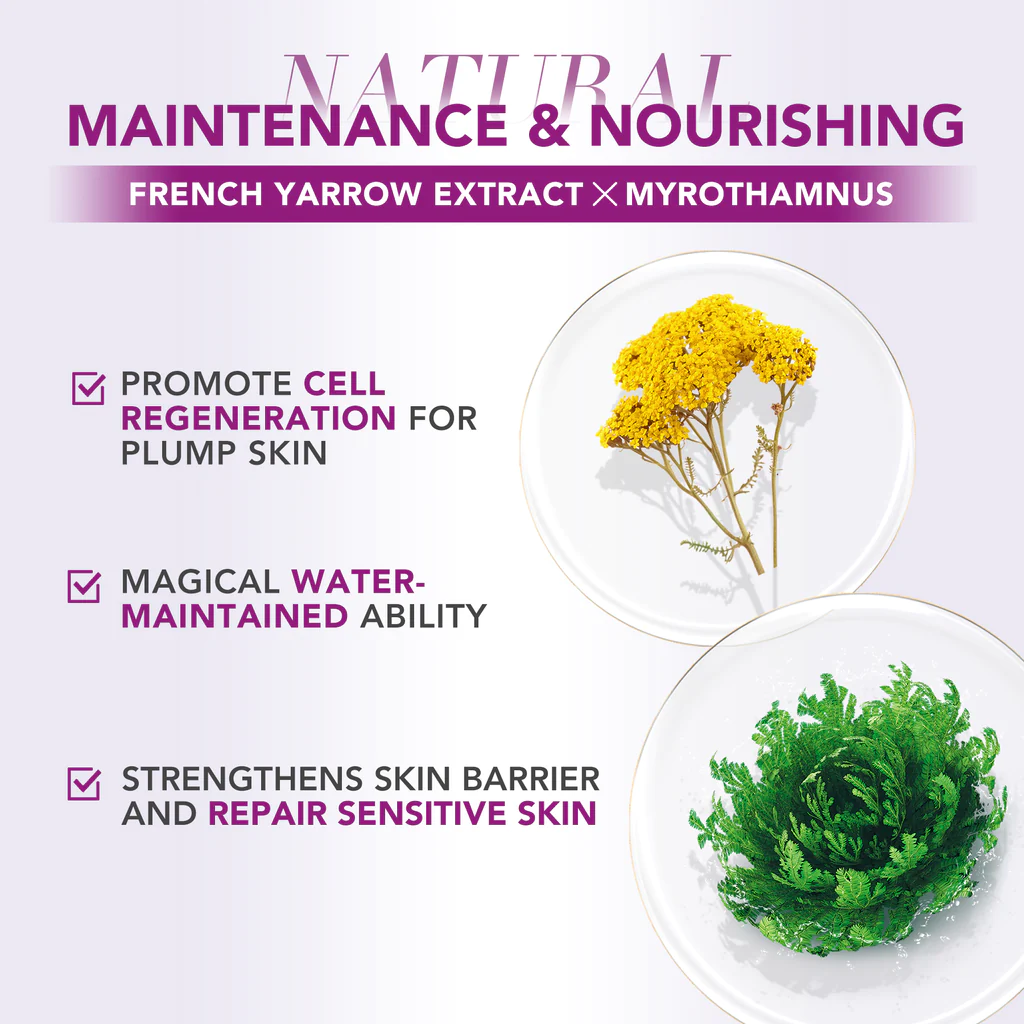 NATURAL
MAINTENANCE & NOURISHING
FRENCH YARROW EXTRACT × MYROTHAMNUS
PROMOTE CELL
REGENERATION FOR
PLUMP SKIN
MAGICAL WATER-
MAINTAINED ABILITY
STRENGTHENS SKIN BARRIER
AND REPAIR SENSITIVE SKIN